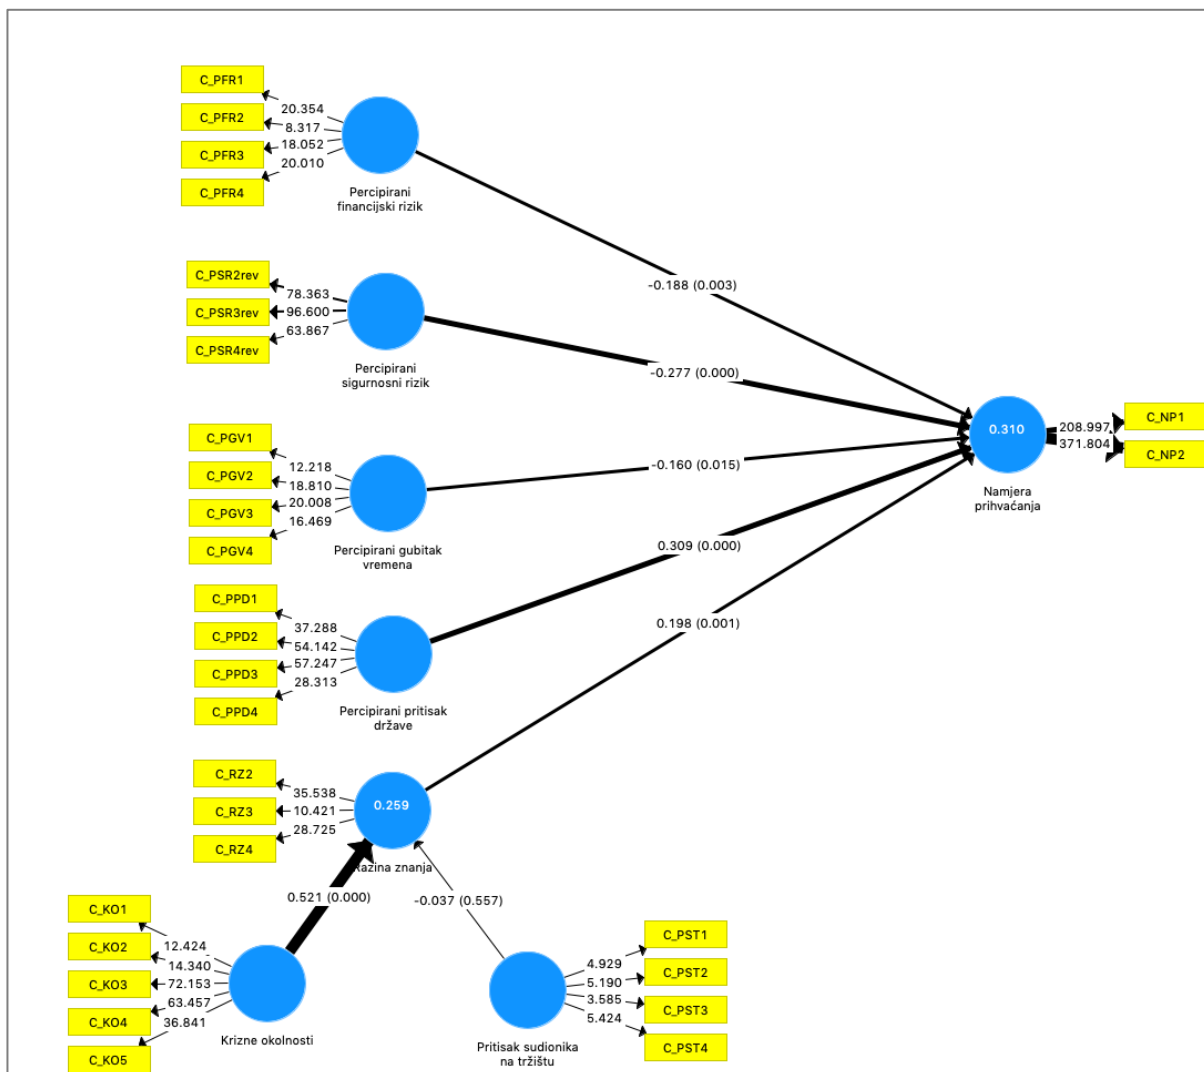 C_PFR1
C_PFR2
C_PFR3
C_PFR4
20.354
8.317
18.052
20.010
Percipirani
financijski rizik
-0.188 (0.003)
C_PSR2rev
C_PSR3rev
C_PSR4rev
78.363
96.600
63.867
Percipirani
sigurnosni rizik
-0.277 (0.000)
C_PGV1
C_PGV2
C_PGV3
C_PGV4
12.218
18.810
20.008
16.469
Percipirani gubitak
vremena
-0.160 (0.015)
0.310
Namjera
prihvaćanja
208.997
371.804
C_NP1
C_NP2
C_PPD1
C_PPD2
C_PPD3
C_PPD4
37.288
54.142
57.247
28.313
Percipirani pritisak
države
0.309 (0.000)
C_RZ2
C_RZ3
C_RZ4
35.538
10.421
28.725
0.259
Razina znanja
0.198 (0.001)
0.521 (0.000)
-0.037 (0.557)
C_KO1
C_KO2
C_KO3
C_KO4
C_KO5
12.424
14.340
72.153
63.457
36.841
Krizne okolnosti
Pritisak sudionika
na tržištu
4.929
5.190
3.585
5.424
C_PST1
C_PST2
C_PST3
C_PST4